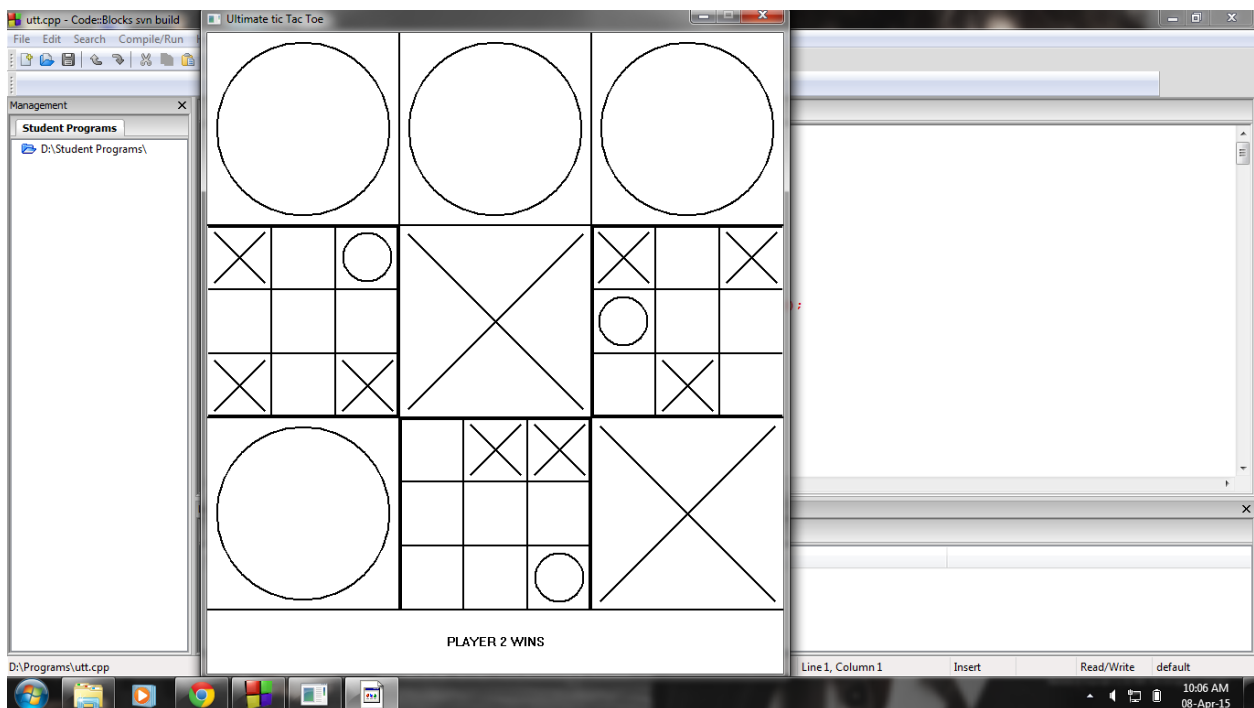 utt.cpp - Code::Blocks svn build
Ultimate tic Tac Toe
File Edit Search Compile/Run
Management
Student Programs
D:\Student Programs\
);
PLAYER 2 WINS
D:\Programs\utt.cpp
Line 1, Column 1
Insert
Read/Write
default
10:06 AM
08-Apr-15